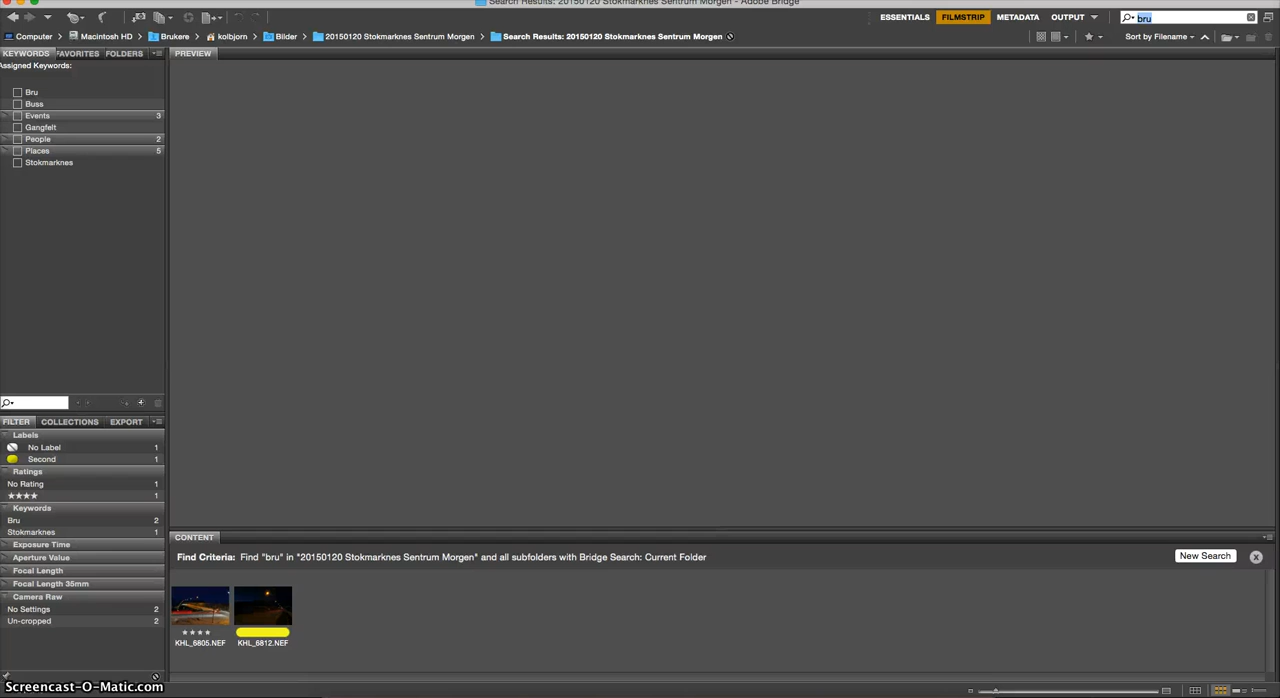 Search Results: 20150120 Stokmarknes Sentrum Morgen - Adobe Bridge
ESSENTIALS FILMSTRIP METADATA OUTPUT
bru
Computer Macintosh HD Brukere kolbjorn Bilder 20150120 Stokmarknes Sentrum Morgen Search Results: 20150120 Stokmarknes Sentrum Morgen
Sort by Filename
KEYWORDS FAVORITES FOLDERS
PREVIEW
Assigned Keywords:
Bru
Buss
Events 3
Gangfelt
People 2
Places 5
Stokmarknes
FILTER COLLECTIONS EXPORT
Labels
No Label 1
Second 1
Ratings
No Rating 1
★★★★ 1
Keywords
Bru 2
Stokmarknes 1
Exposure Time
Aperture Value
Focal Length
Focal Length 35mm
Camera Raw
No Settings 2
Un-cropped 2
CONTENT
Find Criteria: Find "bru" in "20150120 Stokmarknes Sentrum Morgen" and all subfolders with Bridge Search: Current Folder
New Search
KHL_6805.NEF
KHL_6812.NEF
Screencast-O-Matic.com